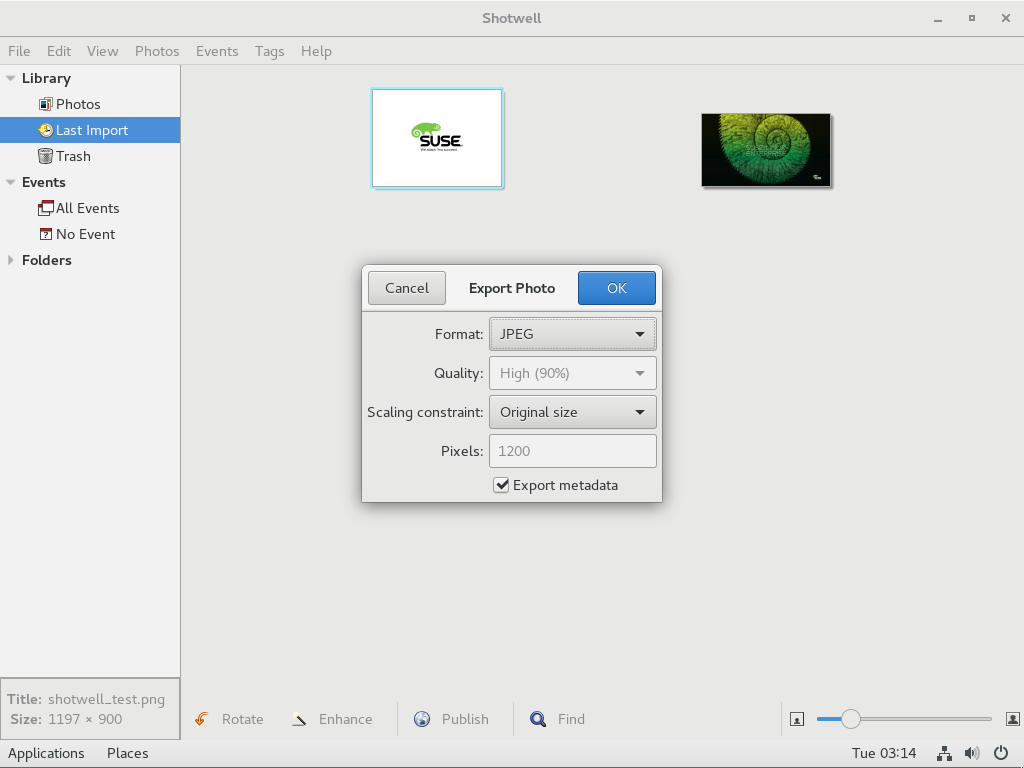 Shotwell
File Edit View Photos Events Tags Help
Library
Photos
Last Import
Trash
Events
All Events
No Event
Folders
SUSE
Cancel Export Photo OK
Format: JPEG
Quality: High (90%)
Scaling constraint: Original size
Pixels: 1200
Export metadata
Title: shotwell_test.png
Size: 1197 × 900
Rotate Enhance Publish Find
Applications Places Tue 03:14